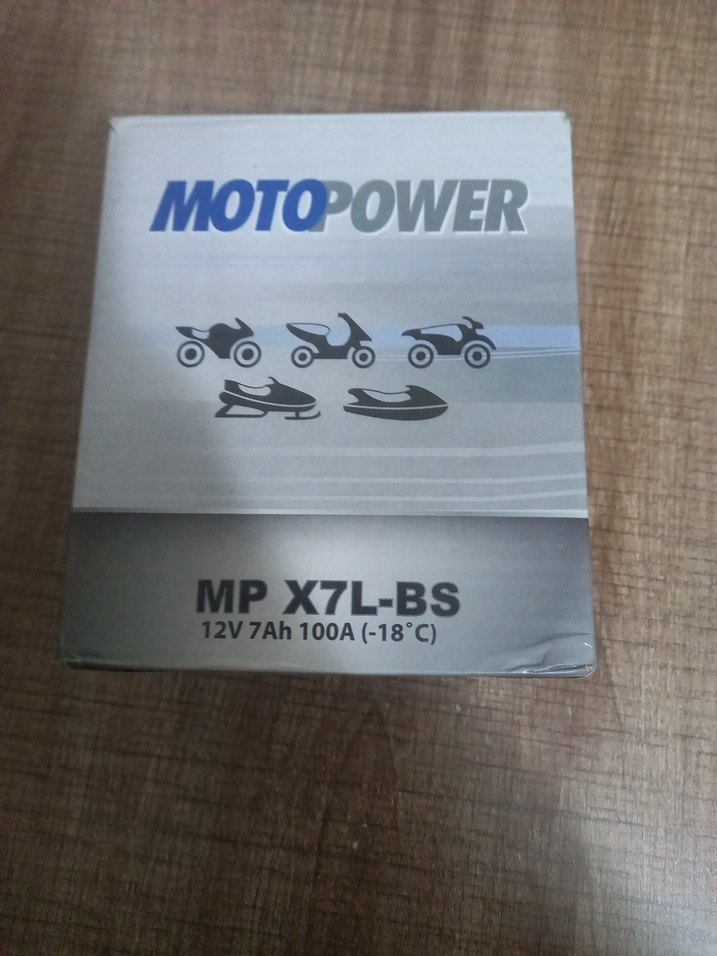 MOTOPOWER
MP X7L-BS
12V 7Ah 100A (-18˚C)